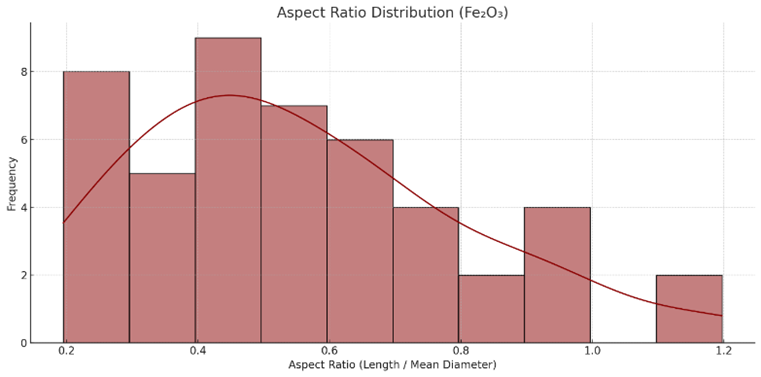 Aspect Ratio Distribution (Fe₂O₃)
8
6
4
2
0
Frequency
0.2 0.4 0.6 0.8 1.0 1.2
Aspect Ratio (Length / Mean Diameter)